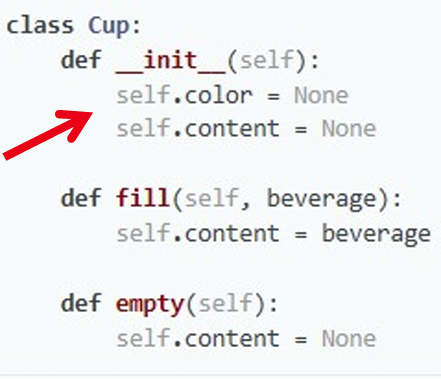 class Cup:
    def __init__(self):
        self.color = None
        self.content = None

    def fill(self, beverage):
        self.content = beverage

    def empty(self):
        self.content = None